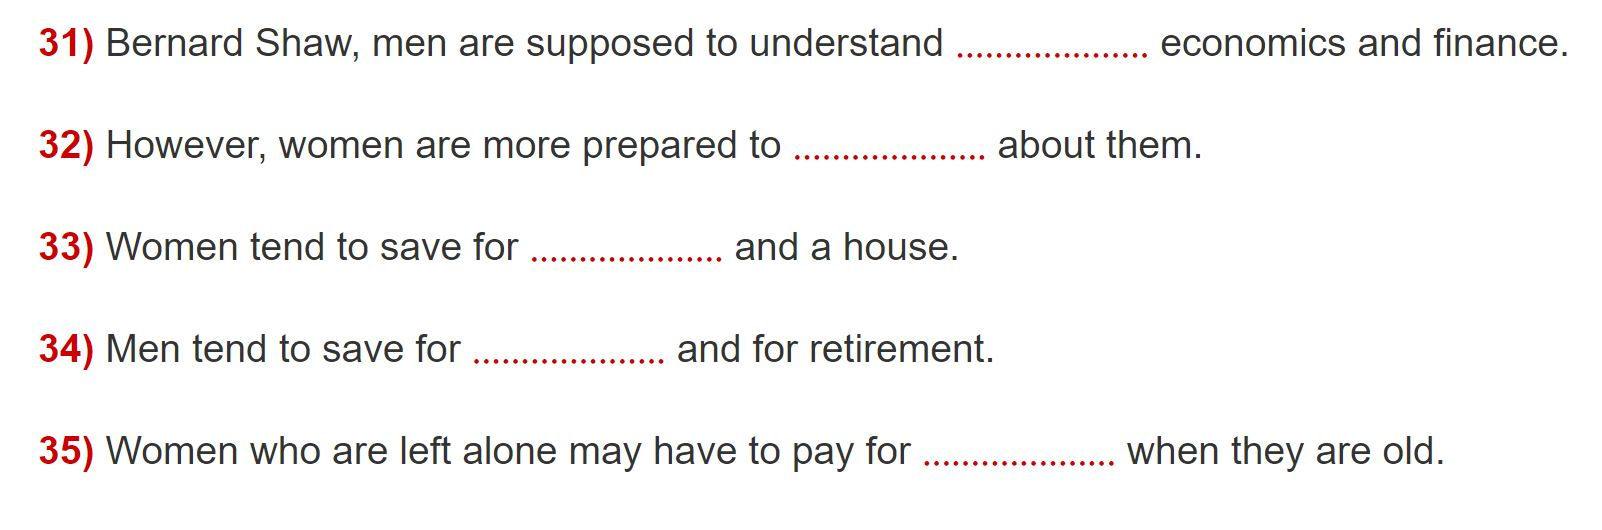 31) Bernard Shaw, men are supposed to understand .................... economics and finance.
32) However, women are more prepared to .................... about them.
33) Women tend to save for .................... and a house.
34) Men tend to save for .................... and for retirement.
35) Women who are left alone may have to pay for .................... when they are old.